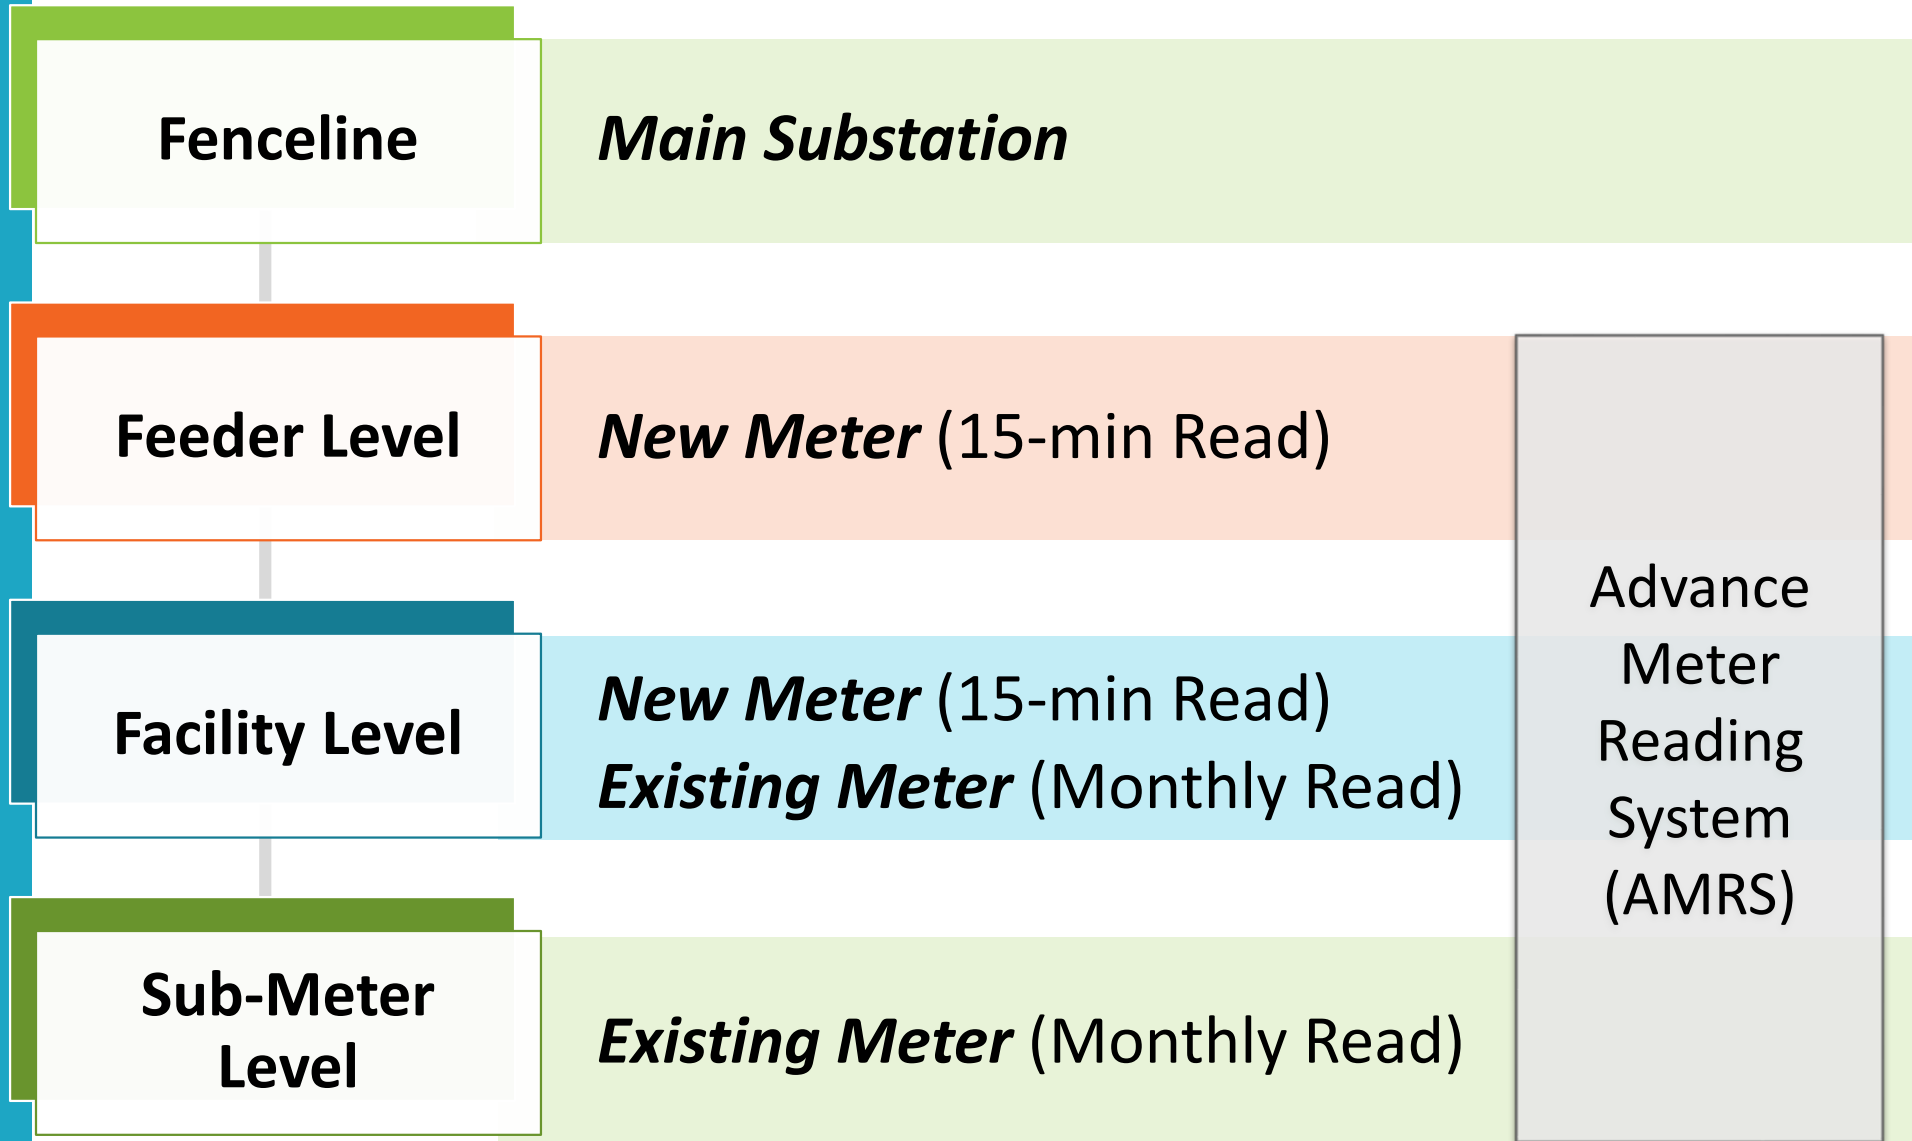 Fenceline
Main Substation
Feeder Level
New Meter (15-min Read)
Facility Level
New Meter (15-min Read)
Existing Meter (Monthly Read)
Sub-Meter
Level
Existing Meter (Monthly Read)
Advance
Meter
Reading
System
(AMRS)